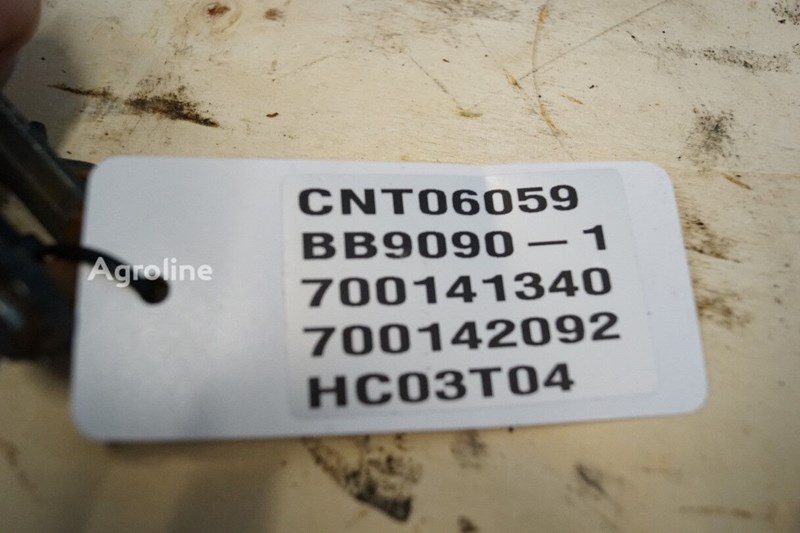 CNT06059
BB9090 — 1
Agroline
700141340
700142092
HC03T04